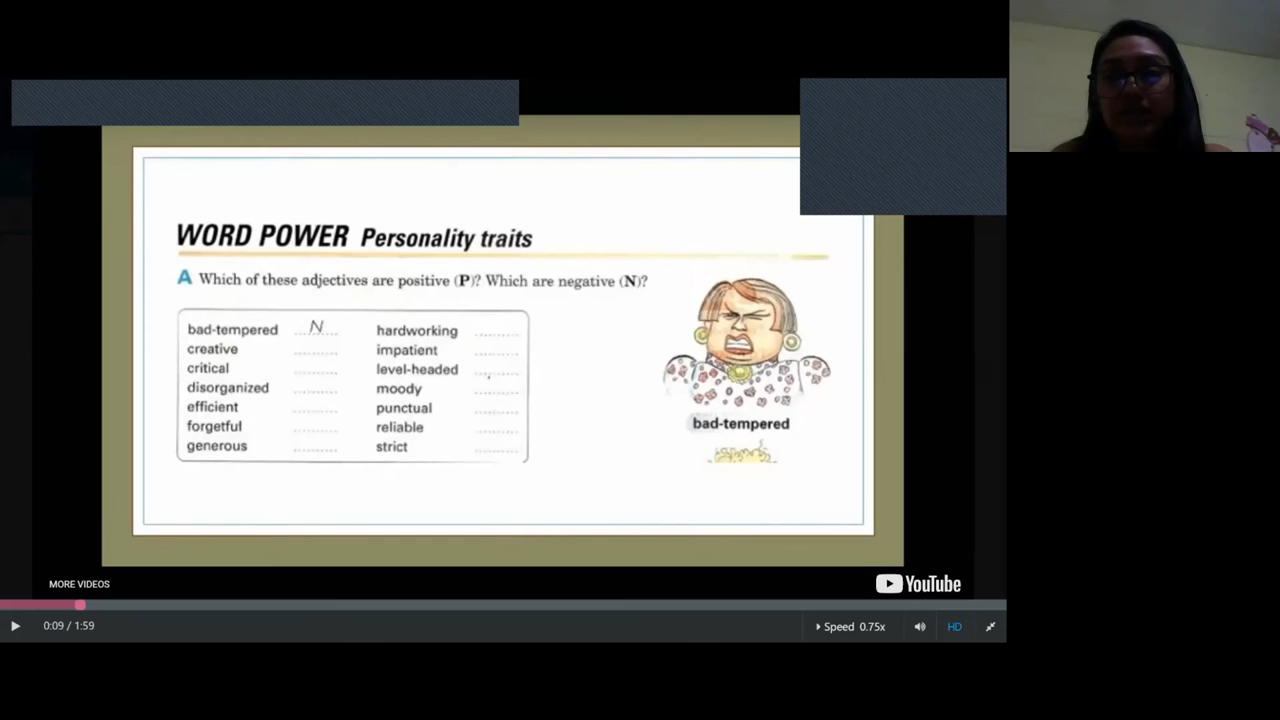 WORD POWER Personality traits
A Which of these adjectives are positive (P)? Which are negative (N)?
bad-tempered N
creative
critical
disorganized
efficient
forgetful
generous
hardworking
impatient
level-headed
moody
punctual
reliable
strict
bad-tempered
MORE VIDEOS
YouTube
0:09 / 1:59
Speed 0.75x
HD